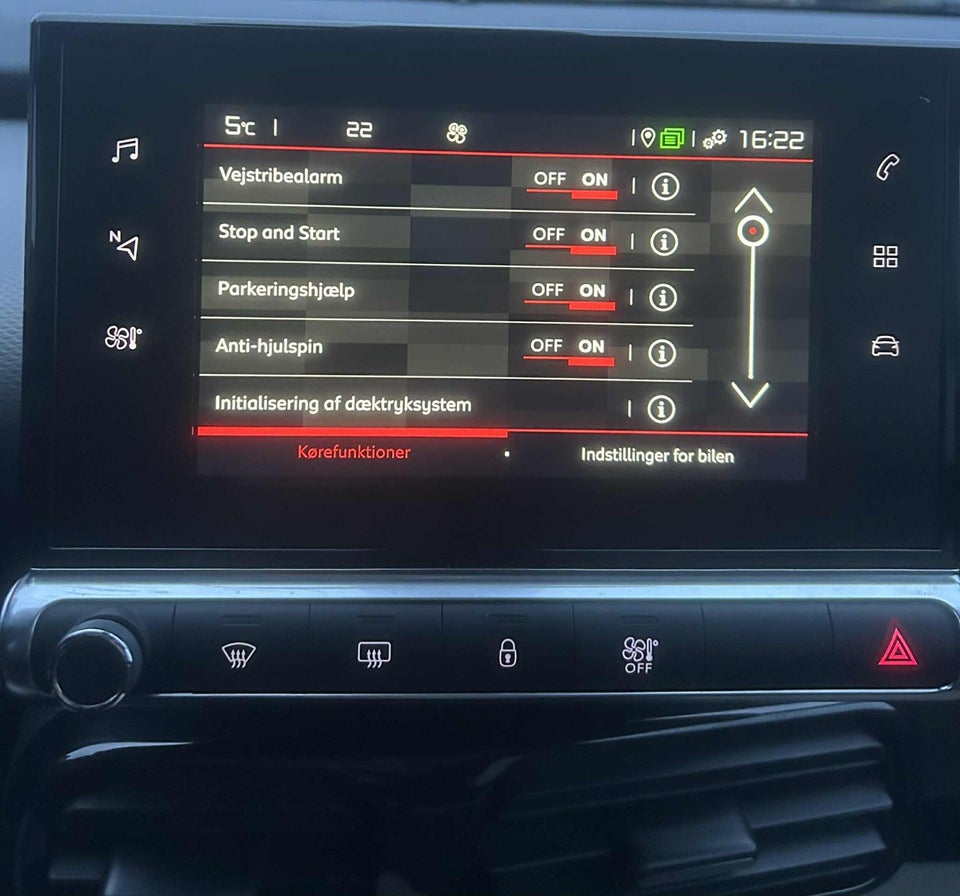 5°C | 22 16:22
Vejstribealarm OFF ON
Stop and Start OFF ON
N
Parkeringshjælp OFF ON
Anti-hjulspin OFF ON
Initialisering af dæktryksystem
Kørefunktioner Indstillinger for bilen
OFF